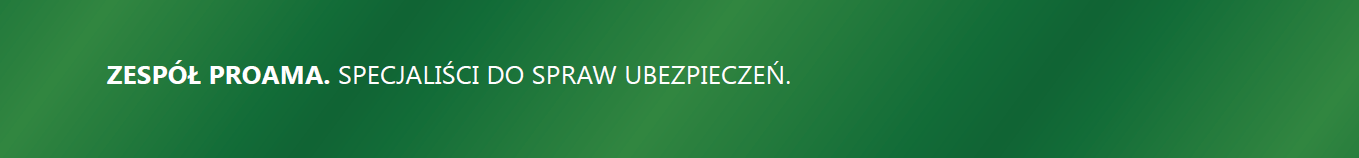 ZESPÓŁ PROAMA. SPECJALIŚCI DO SPRAW UBEZPIECZEŃ.